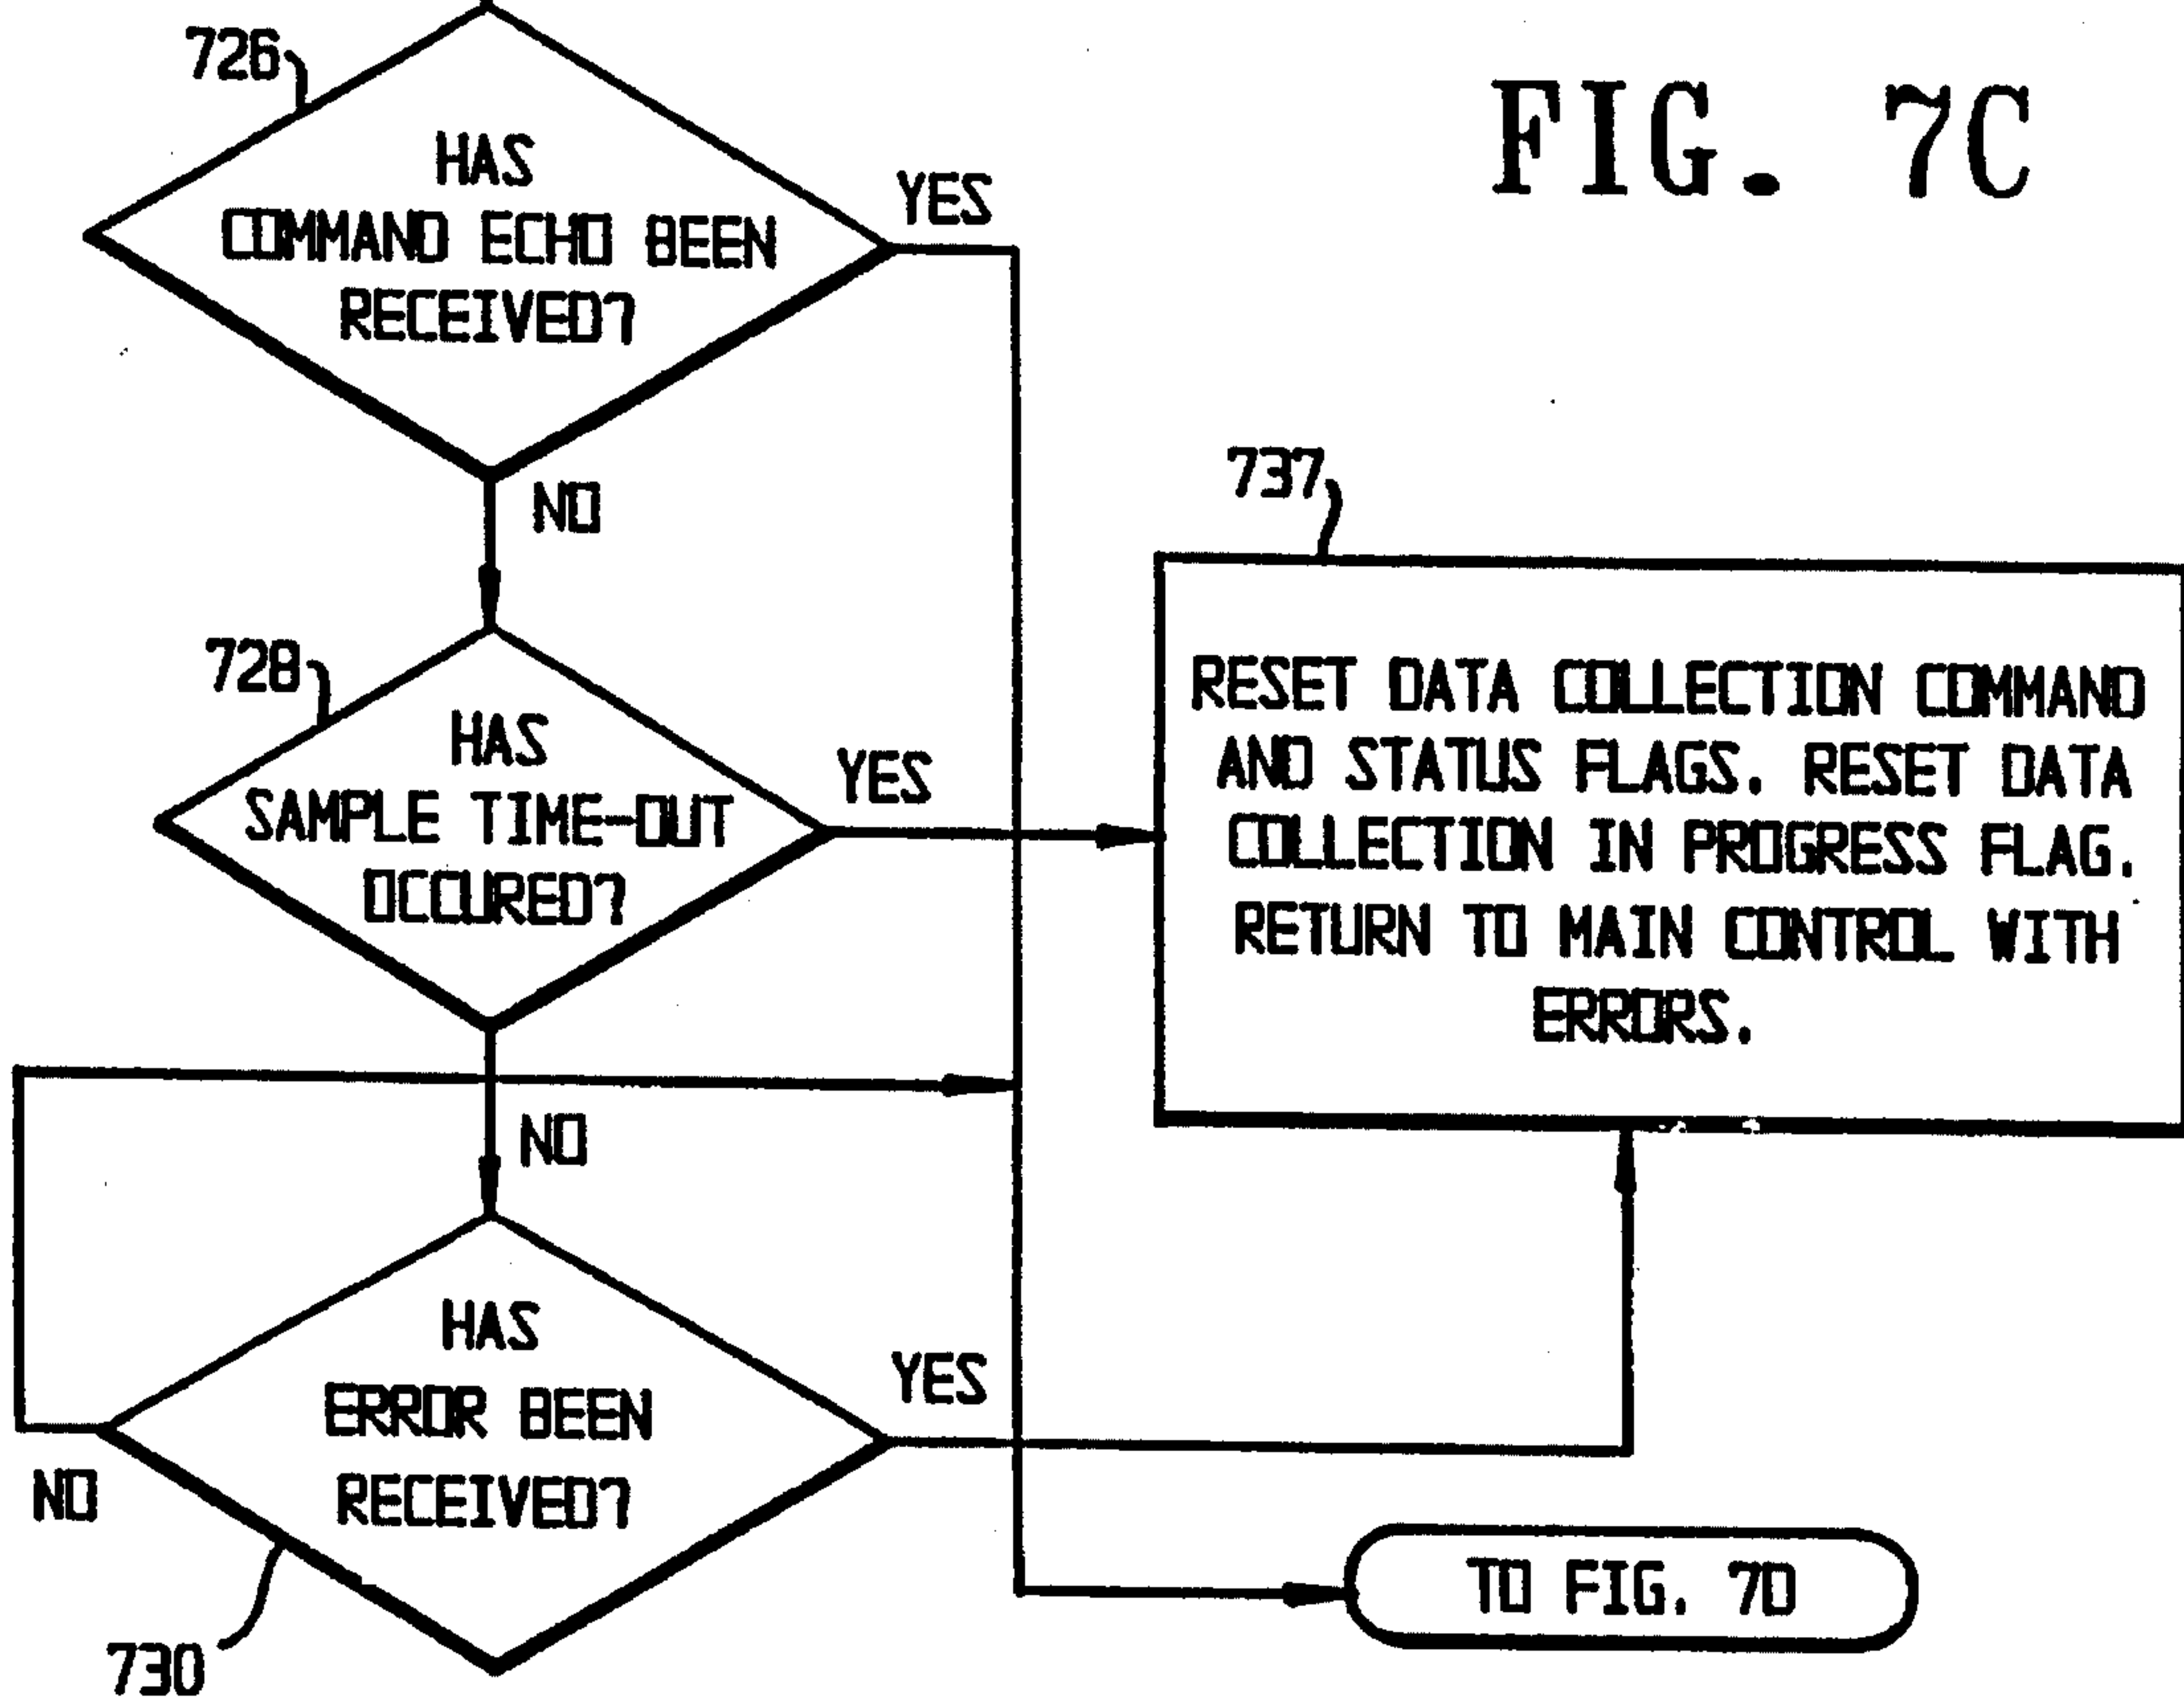 FIG. 7C
726
HAS
COMMAND ECHO BEEN
RECEIVED?
YES
NO
737
728
HAS
SAMPLE TIME-OUT
OCCURED?
YES
NO
RESET DATA COLLECTION COMMAND
AND STATUS FLAGS. RESET DATA
COLLECTION IN PROGRESS FLAG.
RETURN TO MAIN CONTROL WITH
ERRORS.
HAS
ERROR BEEN
RECEIVED?
YES
NO
730
TO FIG. 7D